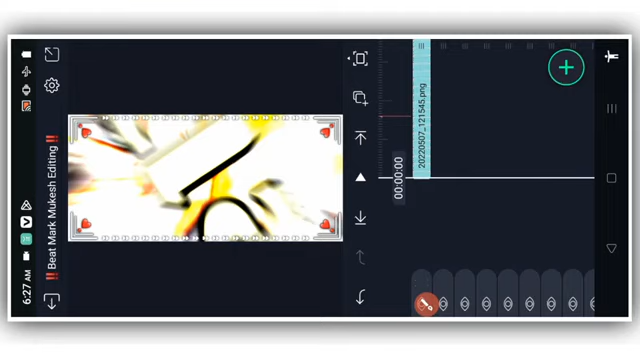 6:27 AM
‼ Beat Mark Mukesh Editing ‼
00:00:00
20220507_121545.png